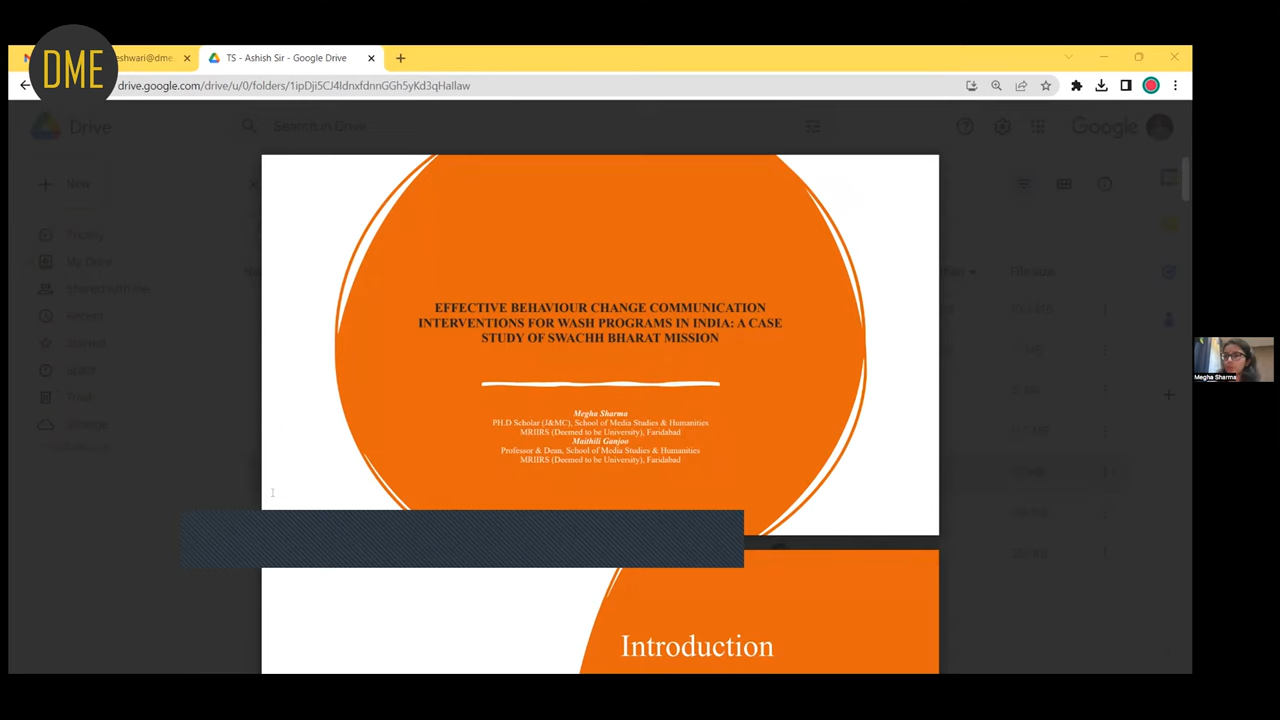 DME
eshwari@dme.
TS - Ashish Sir - Google Drive
drive.google.com/drive/u/0/folders/1ipDji5CJ4IdnxfdnnGGh5yKd3qHaIlaw
Drive
Search in Drive
Google
New
Priority
My Drive
Shared with me
Recent
Starred
Spam
Trash
Storage
File size
EFFECTIVE BEHAVIOUR CHANGE COMMUNICATION
INTERVENTIONS FOR WASH PROGRAMS IN INDIA: A CASE
STUDY OF SWACHH BHARAT MISSION
Megha Sharma
PH.D Scholar (J&MC), School of Media Studies & Humanities
MRIIRS (Deemed to be University), Faridabad
Maithili Ganjoo
Professor & Dean, School of Media Studies & Humanities
MRIIRS (Deemed to be University), Faridabad
Megha Sharma
Introduction